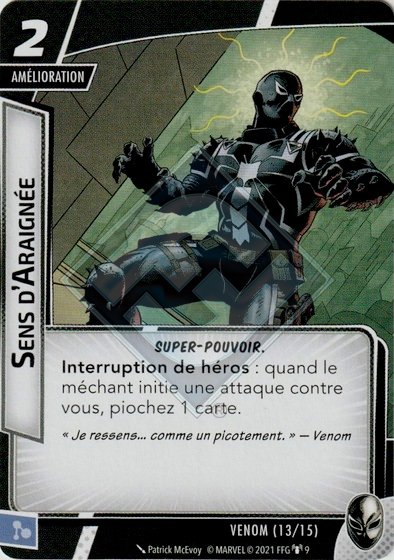 2
AMÉLIORATION
SENS D'ARAIGNÉE
SUPER-POUVOIR.
Interruption de héros : quand le
méchant initie une attaque contre
vous, piochez 1 carte.
« Je ressens... comme un picotement. » — Venom
VENOM (13/15)
Patrick McEvoy © MARVEL © 2021 FFG 9